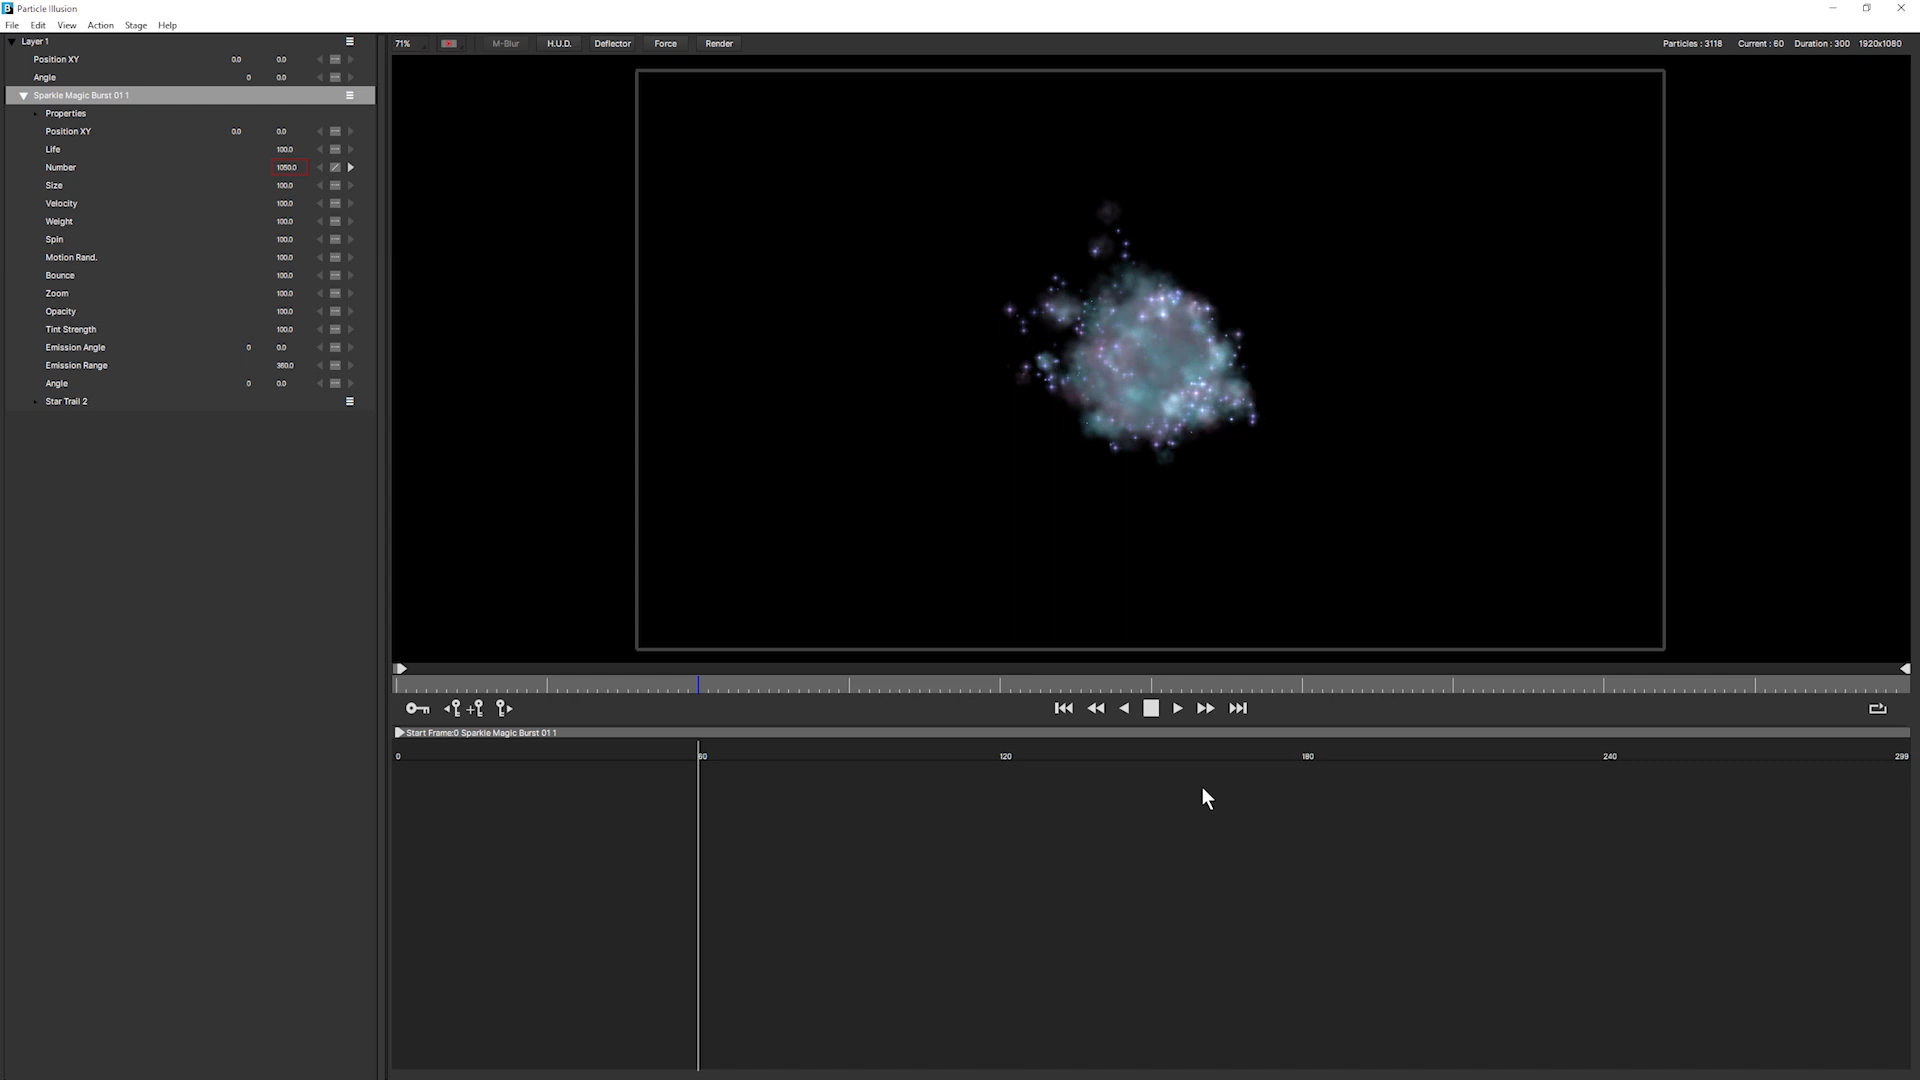 Particle Illusion
File Edit View Action Stage Help
Layer 1
71% M-Blur H.U.D. Deflector Force Render Particles : 3118 Current : 60 Duration : 300 1920x1080
Position XY 0.0 0.0
Angle 0 0.0
Sparkle Magic Burst 01 1
Properties
Position XY 0.0 0.0
Life 100.0
Number 1050.0
Size 100.0
Velocity 100.0
Weight 100.0
Spin 100.0
Motion Rand. 100.0
Bounce 100.0
Zoom 100.0
Opacity 100.0
Tint Strength 100.0
Emission Angle 0 0.0
Emission Range 360.0
Angle 0 0.0
Star Trail 2
Start Frame:0 Sparkle Magic Burst 01 1
0 60 120 180 240 299